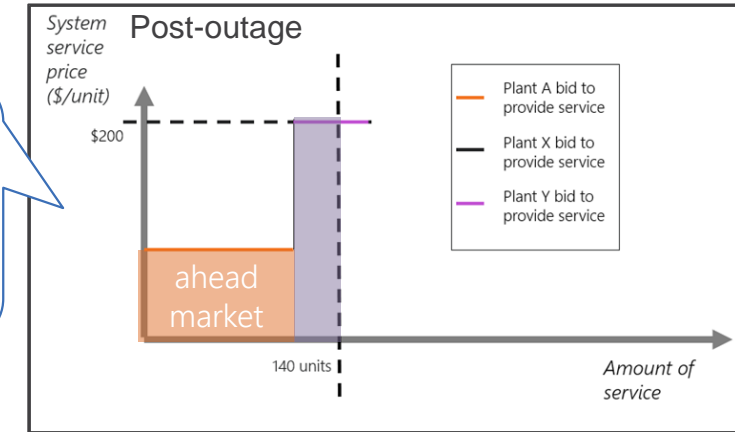 Post-outage
System
service
price
($/unit)
$200
Plant A bid to
provide service
Plant X bid to
provide service
Plant Y bid to
provide service
ahead
market
140 units
Amount of
service